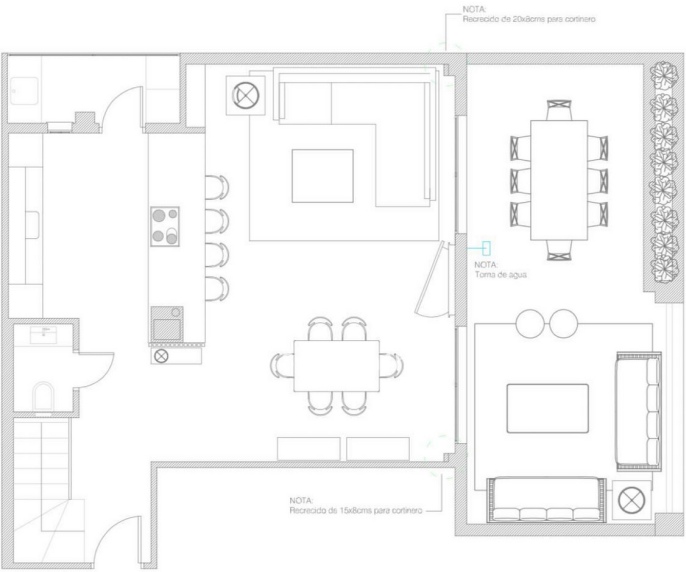 NOTA:
Recrecido de 20x8cms para cortinero
NOTA:
Toma de agua
NOTA:
Recrecido de 15x8cms para cortinero